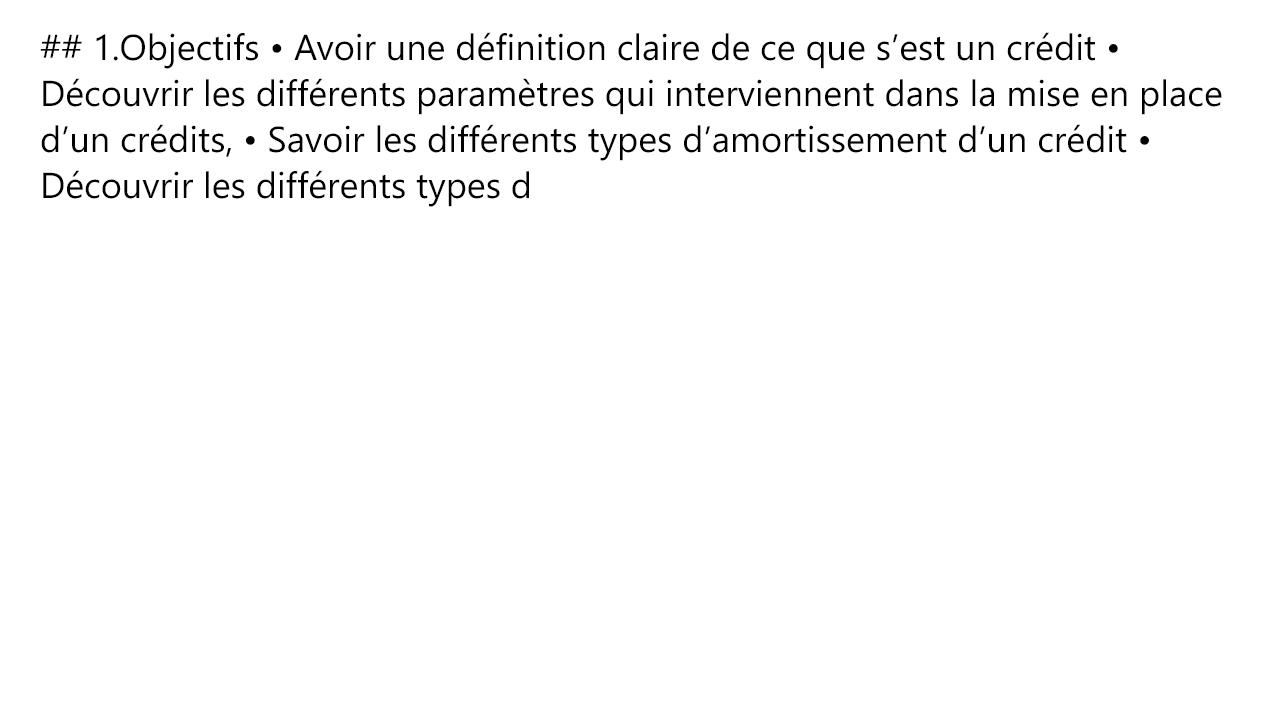 ## 1.Objectifs • Avoir une définition claire de ce que s’est un crédit •
Découvrir les différents paramètres qui interviennent dans la mise en place
d’un crédits, • Savoir les différents types d’amortissement d’un crédit •
Découvrir les différents types d